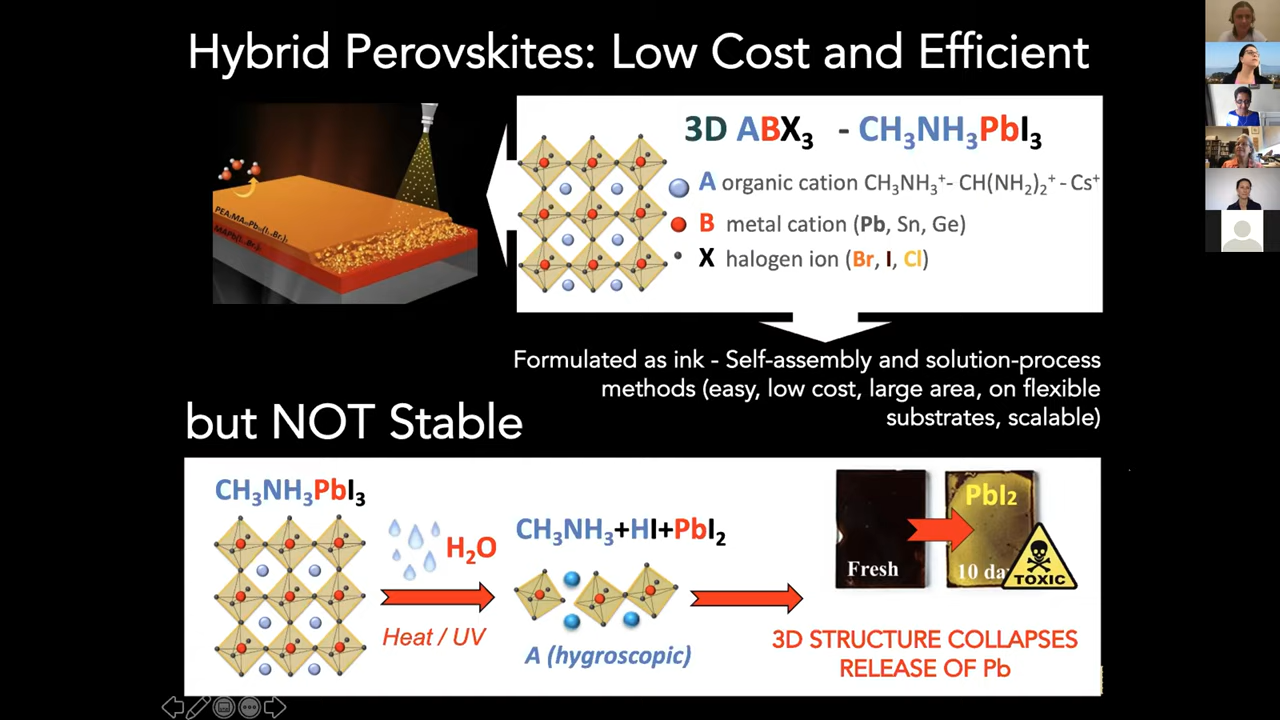 Hybrid Perovskites: Low Cost and Efficient
3D ABX₃ - CH₃NH₃PbI₃
A organic cation CH₃NH₃⁺- CH(NH₂)₂⁺ - Cs⁺
B metal cation (Pb, Sn, Ge)
X halogen ion (Br, I, Cl)
Formulated as ink - Self-assembly and solution-process
methods (easy, low cost, large area, on flexible
substrates, scalable)
but NOT Stable
CH₃NH₃PbI₃
H₂O
Heat / UV
CH₃NH₃+HI+PbI₂
A (hygroscopic)
PbI₂
Fresh
10 da
TOXIC
3D STRUCTURE COLLAPSES
RELEASE OF Pb